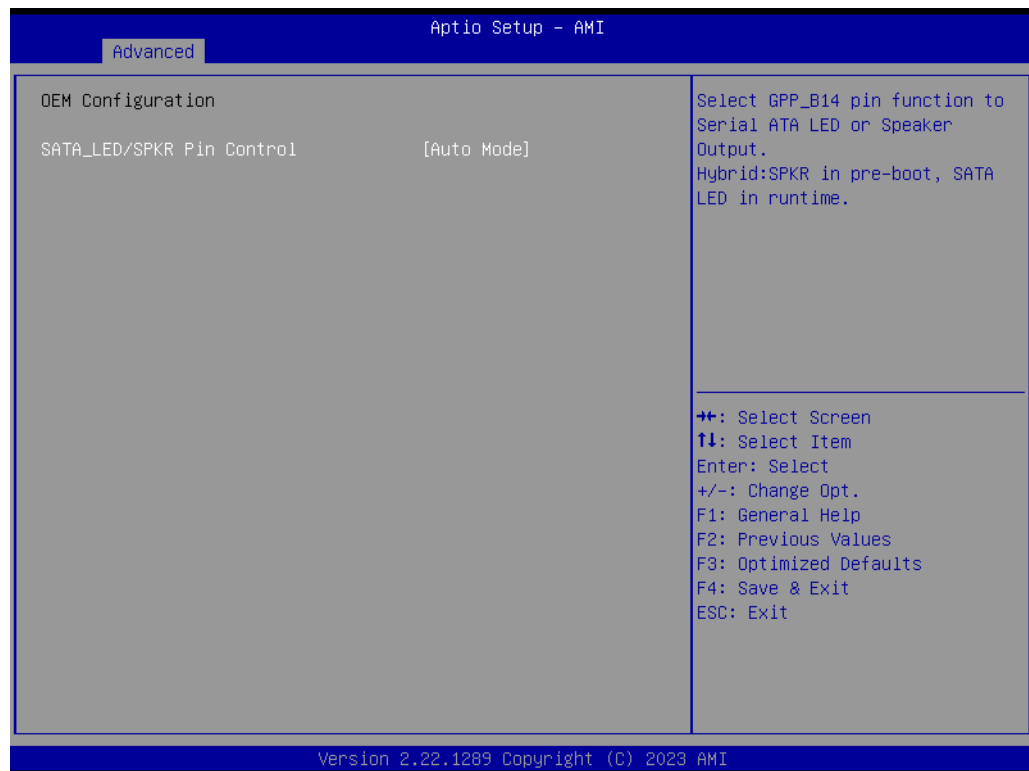 Aptio Setup – AMI
Advanced
OEM Configuration
SATA_LED/SPKR Pin Control [Auto Mode]
Select GPP_B14 pin function to
Serial ATA LED or Speaker
Output.
Hybrid:SPKR in pre-boot, SATA
LED in runtime.
→←: Select Screen
↑↓: Select Item
Enter: Select
+/-: Change Opt.
F1: General Help
F2: Previous Values
F3: Optimized Defaults
F4: Save & Exit
ESC: Exit
Version 2.22.1289 Copyright (C) 2023 AMI